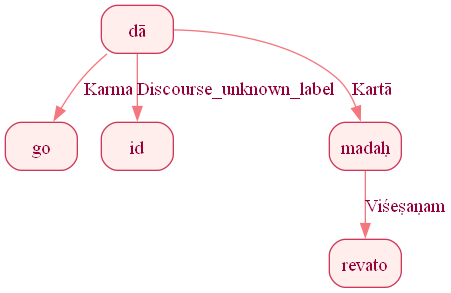 dā
Karma Discourse_unknown_label Kartā
go id madaḥ
Viśeṣaṇam
revato